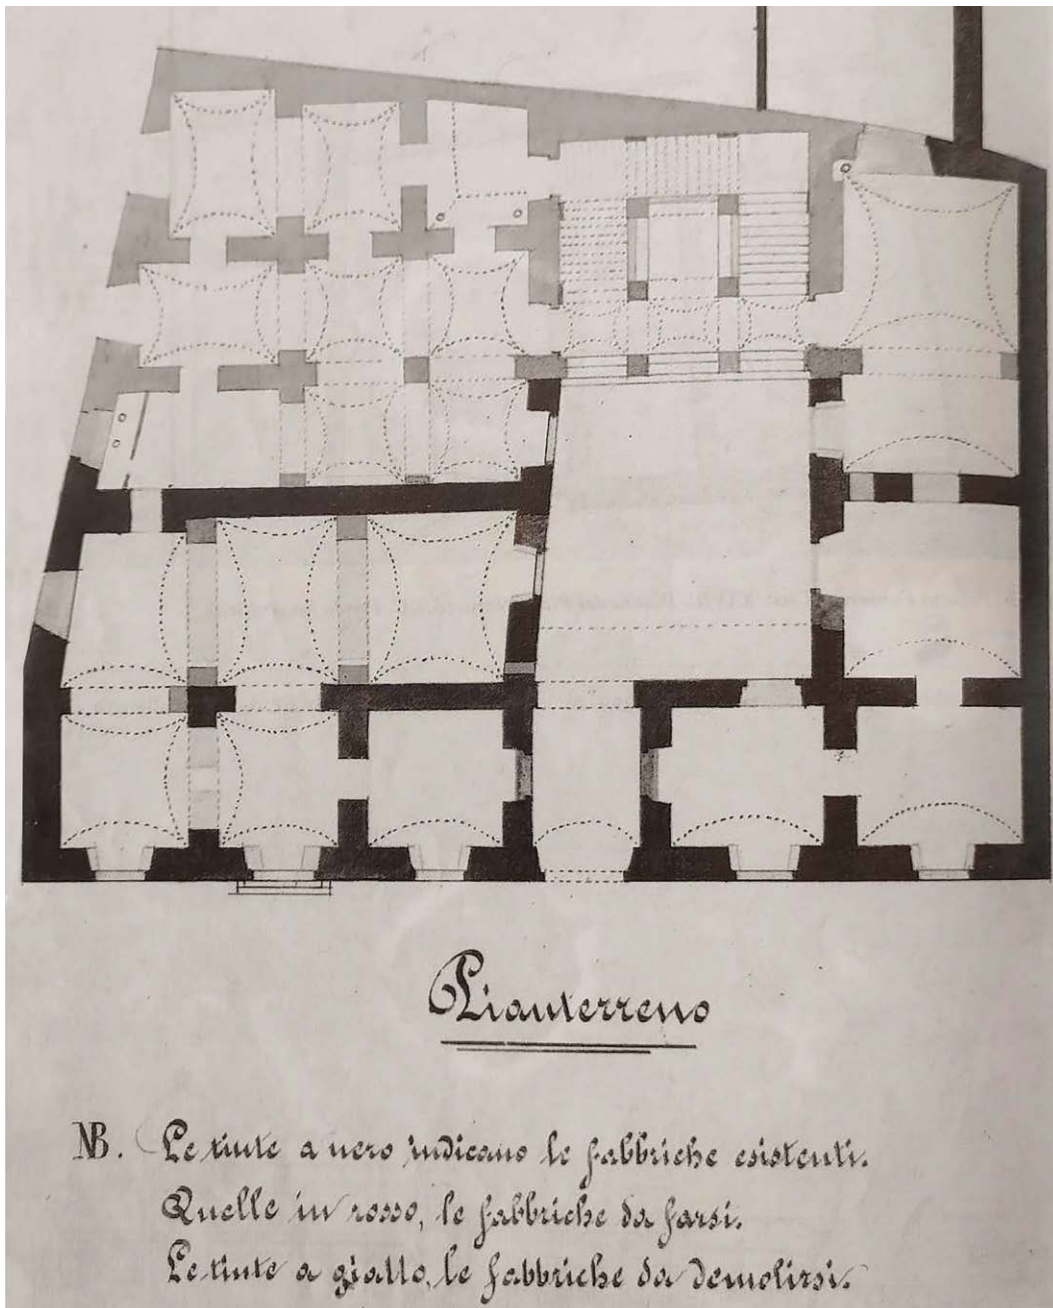 Pianterreno
NB. Le tinte a nero indicano le fabbriche esistenti.
Quelle in rosso, le fabbriche da farsi.
Le tinte a giallo, le fabbriche da demolirsi.